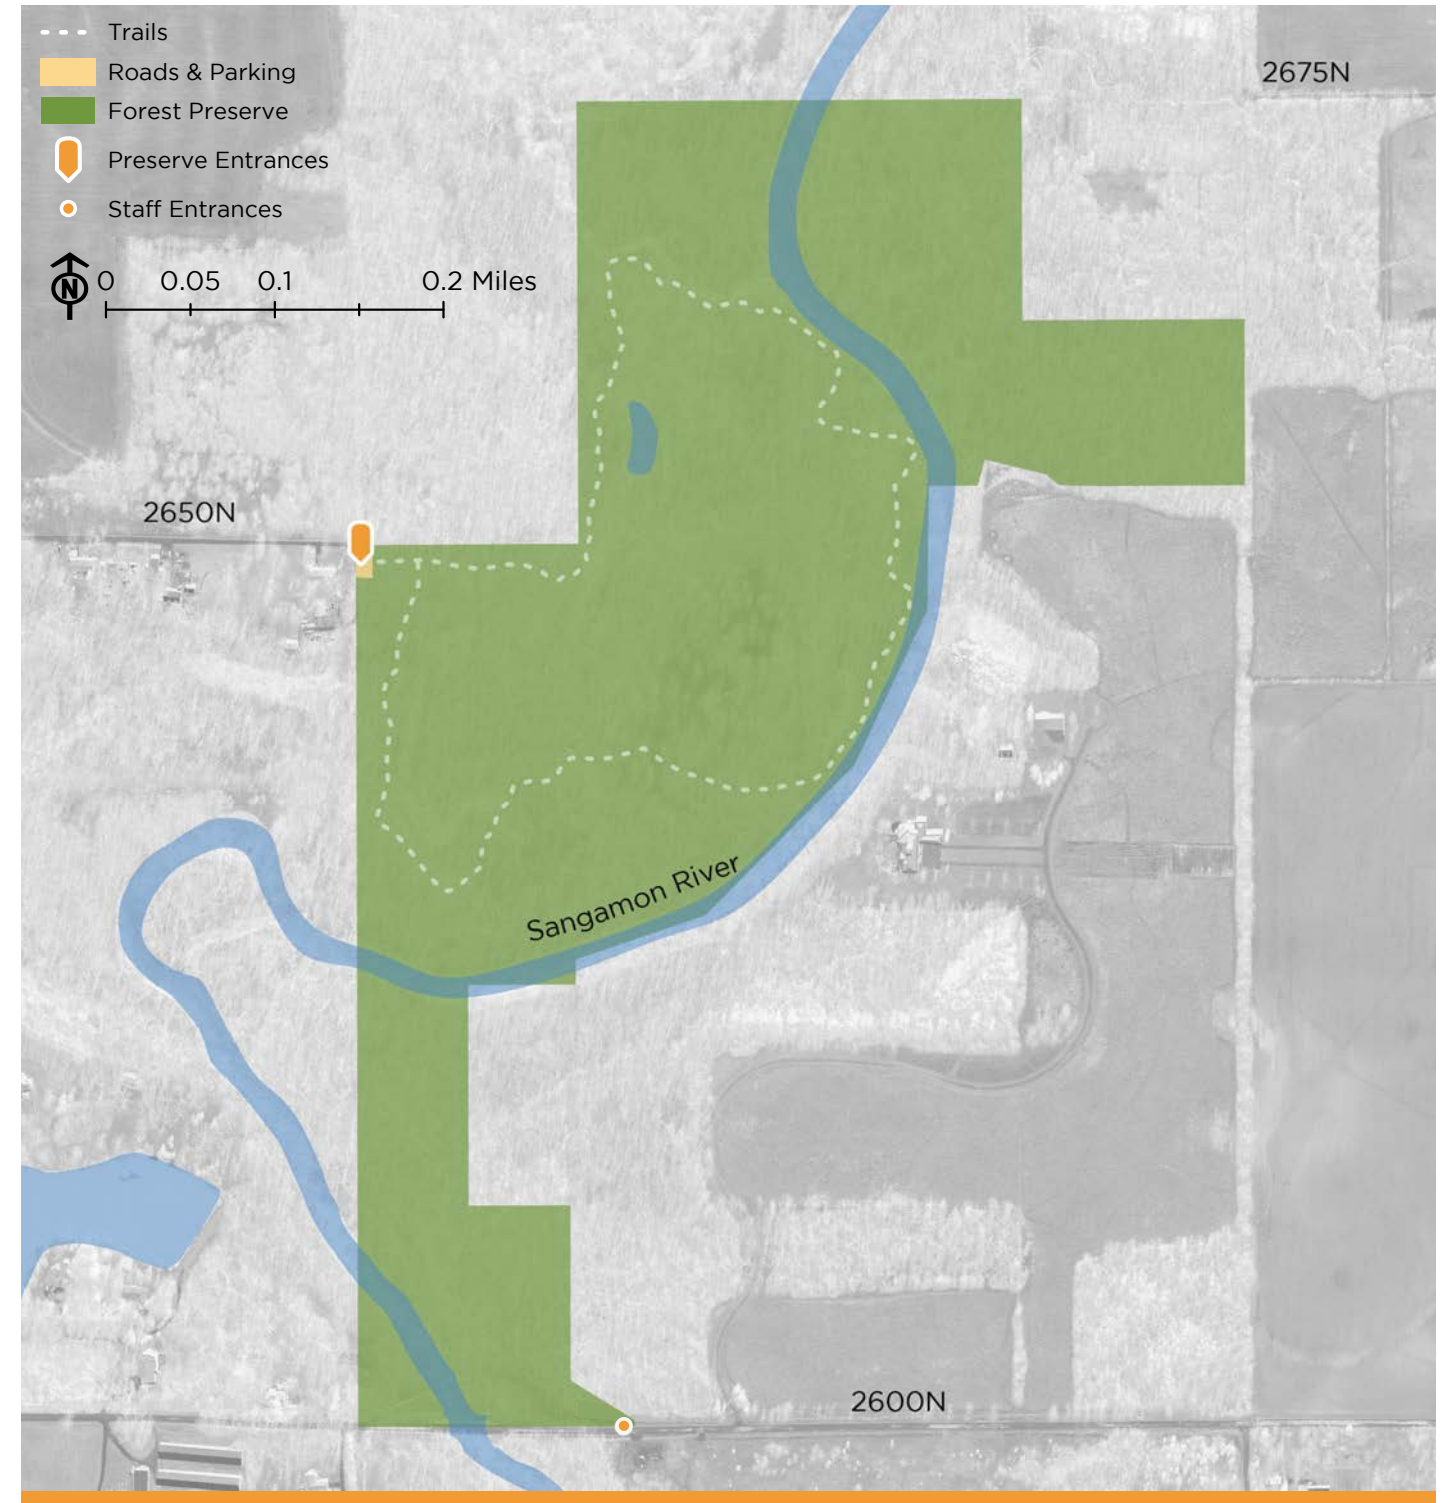 Trails
Roads & Parking
Forest Preserve
Preserve Entrances
Staff Entrances
N 0 0.05 0.1 0.2 Miles
2675N
2650N
Sangamon River
2600N